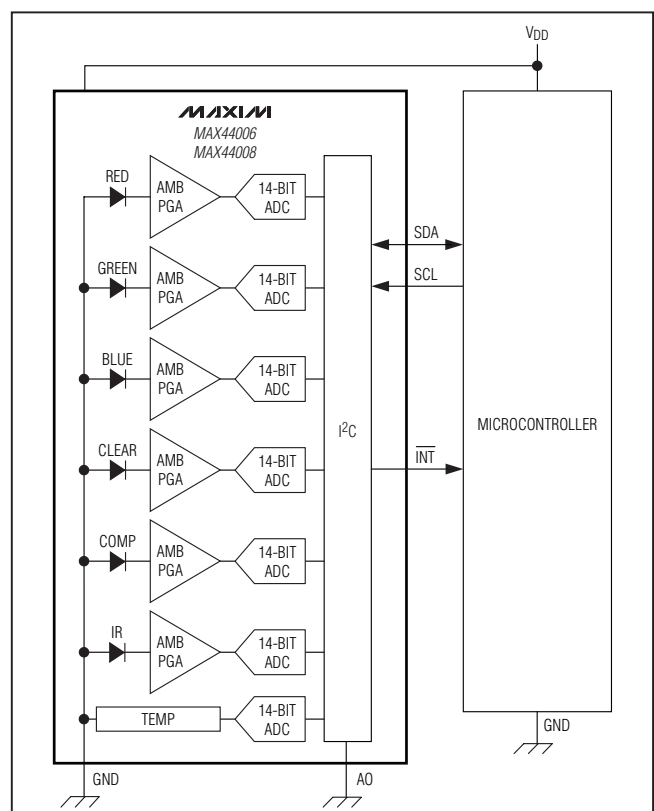 VDD
MAXIM
MAX44006
MAX44008
RED
AMB
PGA
14-BIT
ADC
GREEN
AMB
PGA
14-BIT
ADC
BLUE
AMB
PGA
14-BIT
ADC
CLEAR
AMB
PGA
14-BIT
ADC
COMP
AMB
PGA
14-BIT
ADC
IR
AMB
PGA
14-BIT
ADC
TEMP
14-BIT
ADC
I²C
SDA
SCL
INT
MICROCONTROLLER
GND
A0
GND